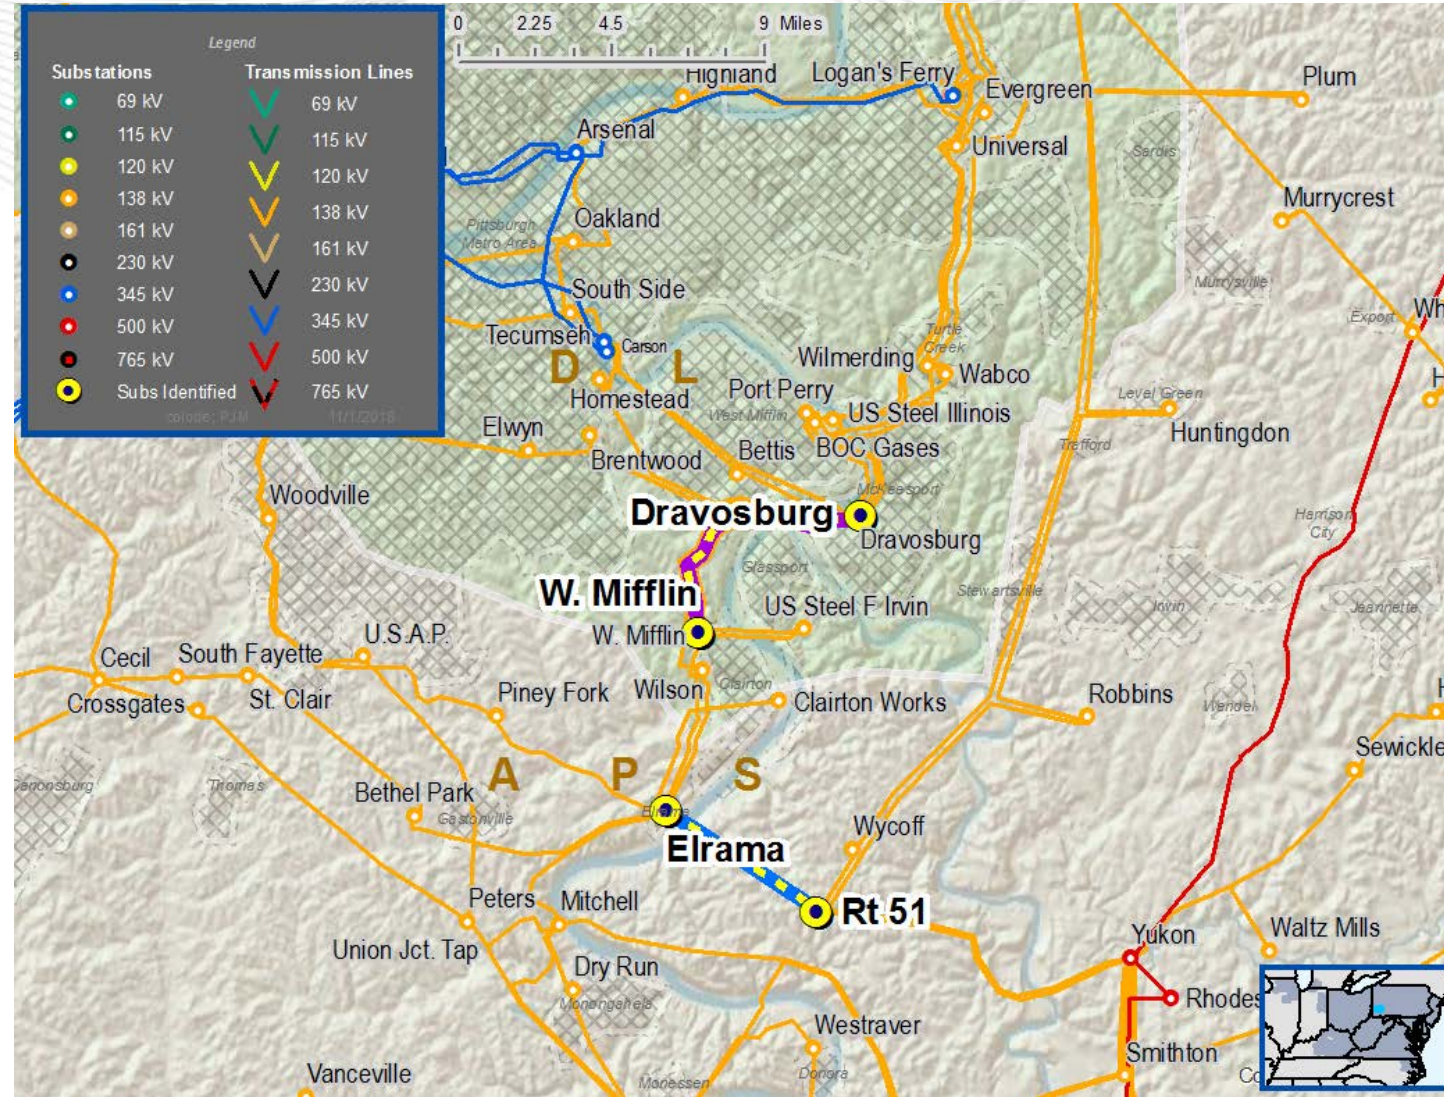 Legend
Substations
Transmission Lines
69 kV
69 kV
115 kV
115 kV
120 kV
120 kV
138 kV
138 kV
161 kV
161 kV
230 kV
230 kV
345 kV
345 kV
500 kV
500 kV
765 kV
765 kV
Subs Identified
11/1/2018
0 2.25 4.5 9 Miles
Highland
Logan's Ferry
Evergreen
Plum
Arsenal
Universal
Sardis
Murrycrest
Oakland
Pittsburgh
Metro Area
Murrysville
South Side
Export
Wh
Tecumseh
Carson
Turtle
Creek
D L
Wilmerding
Wabco
Homestead
Port Perry
West Mifflin
US Steel Illinois
Level Green
H
Elwyn
Brentwood
Bettis
BOC Gases
Trafford
Huntingdon
Woodville
McKeesport
Dravosburg
Dravosburg
Harrison
City
Glassport
W. Mifflin
US Steel F Irvin
Stewartsville
Irwin
Jeannette
W. Mifflin
U.S.A.P.
Cecil
South Fayette
Crossgates
St. Clair
Piney Fork
Wilson
Clairton
Clairton Works
Robbins
Wendel
H
Sewickle
A P S
Canonsburg
Thomas
Bethel Park
Gastonville
Elrama
Elrama
Wycoff
Peters
Mitchell
Rt 51
Union Jct. Tap
Yukon
Waltz Mills
Dry Run
Monongahela
Rhodes
Westraver
Smithton
Co
Vanceville
Monessen
Donora